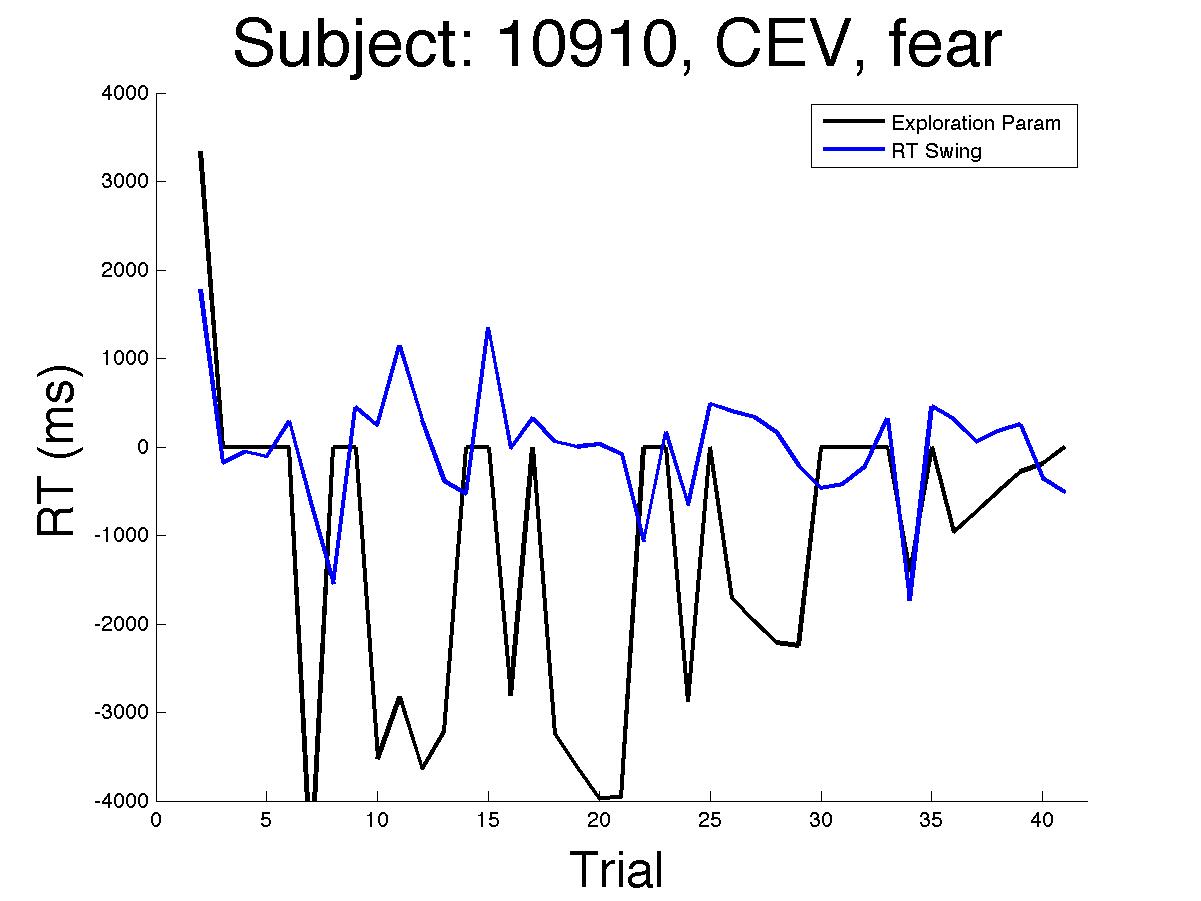 Subject: 10910, CEV, fear
Exploration Param
RT Swing
RT (ms)
4000
3000
2000
1000
0
-1000
-2000
-3000
-4000
0 5 10 15 20 25 30 35 40
Trial